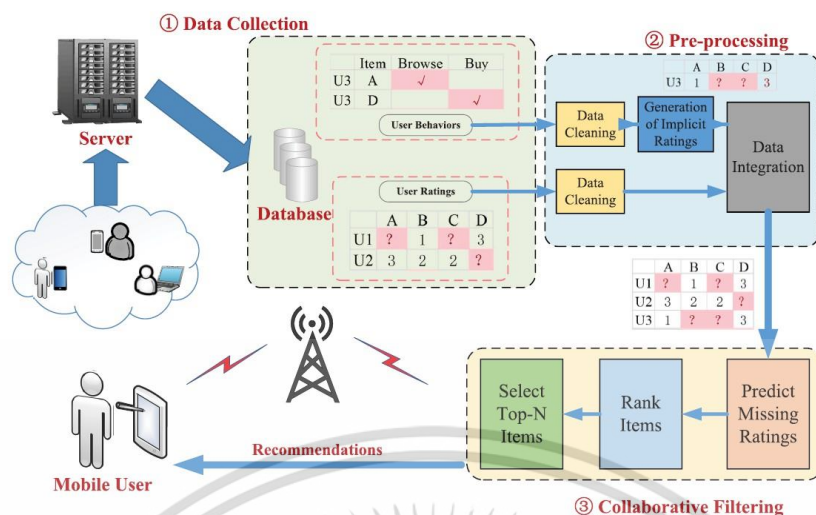 ① Data Collection
Server
Item Browse Buy
U3 A √
U3 D √
User Behaviors
Database
User Ratings
A B C D
U1 ? 1 ? 3
U2 3 2 2 ?
② Pre-processing
A B C D
U3 1 ? ? 3
Data
Cleaning
Generation
of Implicit
Ratings
Data
Integration
Data
Cleaning
A B C D
U1 ? 1 ? 3
U2 3 2 2 ?
U3 1 ? ? 3
Select
Top-N
Items
Rank
Items
Predict
Missing
Ratings
Recommendations
Mobile User
③ Collaborative Filtering